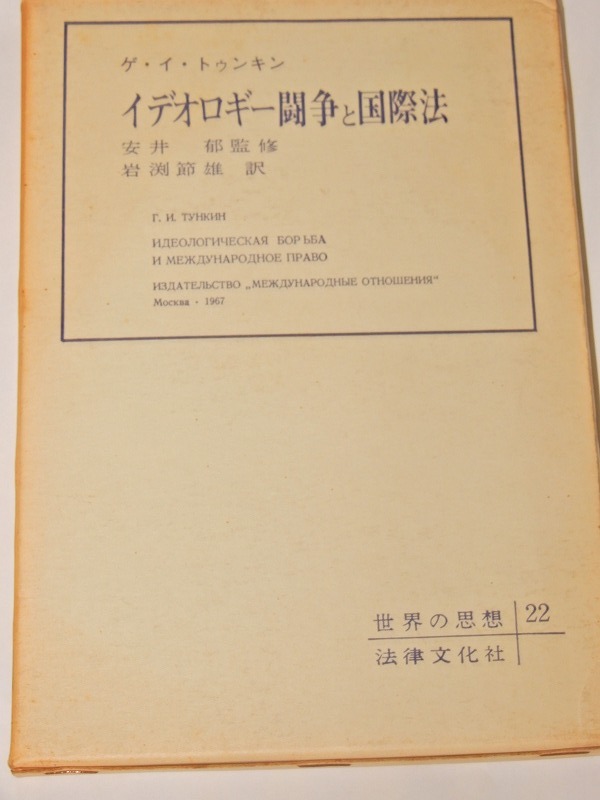 ゲ・イ・トゥンキン
イデオロギー闘争と国際法
安井 郁監修
岩渕節雄 訳
Г. И. ТУНКИН
ИДЕОЛОГИЧЕСКАЯ БОРЬБА
И МЕЖДУНАРОДНОЕ ПРАВО
ИЗДАТЕЛЬСТВО „МЕЖДУНАРОДНЫЕ ОТНОШЕНИЯ"
Москва · 1967
世界の思想 22
法律文化社